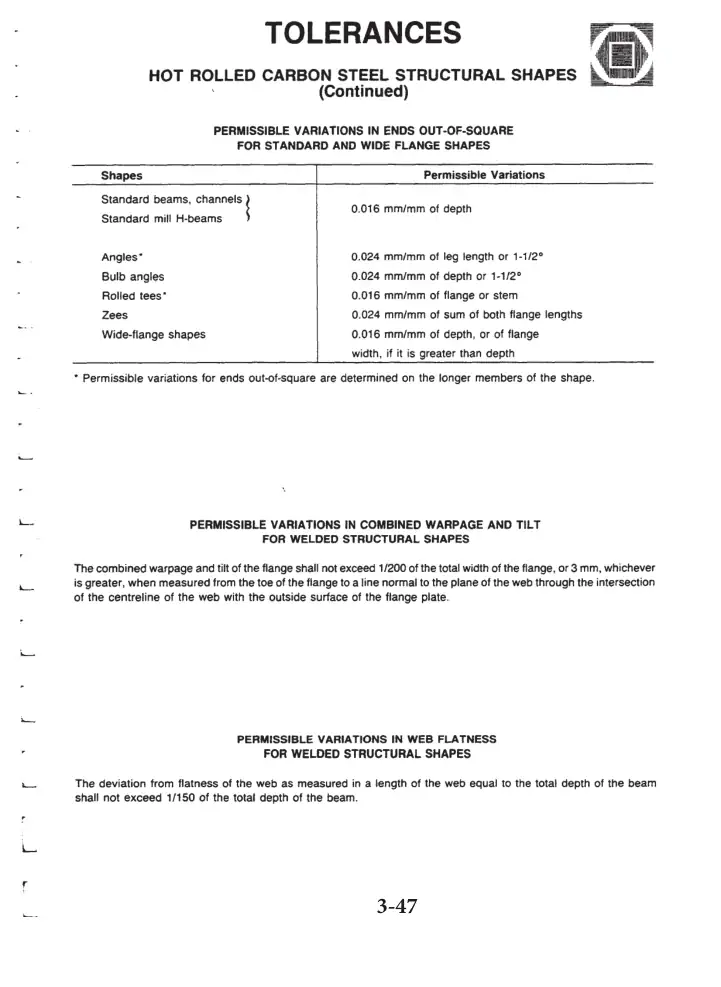 TOLERANCES
HOT ROLLED CARBON STEEL STRUCTURAL SHAPES
(Continued)
PERMISSIBLE VARIATIONS IN ENDS OUT-OF-SQUARE
FOR STANDARD AND WIDE FLANGE SHAPES
Shapes Permissible Variations
Standard beams, channels }
Standard mill H-beams 0.016 mm/mm of depth
Angles* 0.024 mm/mm of leg length or 1-1/2°
Bulb angles 0.024 mm/mm of depth or 1-1/2°
Rolled tees* 0.016 mm/mm of flange or stem
Zees 0.024 mm/mm of sum of both flange lengths
Wide-flange shapes 0.016 mm/mm of depth, or of flange
width, if it is greater than depth
* Permissible variations for ends out-of-square are determined on the longer members of the shape.
PERMISSIBLE VARIATIONS IN COMBINED WARPAGE AND TILT
FOR WELDED STRUCTURAL SHAPES
The combined warpage and tilt of the flange shall not exceed 1/200 of the total width of the flange, or 3 mm, whichever
is greater, when measured from the toe of the flange to a line normal to the plane of the web through the intersection
of the centreline of the web with the outside surface of the flange plate.
PERMISSIBLE VARIATIONS IN WEB FLATNESS
FOR WELDED STRUCTURAL SHAPES
The deviation from flatness of the web as measured in a length of the web equal to the total depth of the beam
shall not exceed 1/150 of the total depth of the beam.
3-47